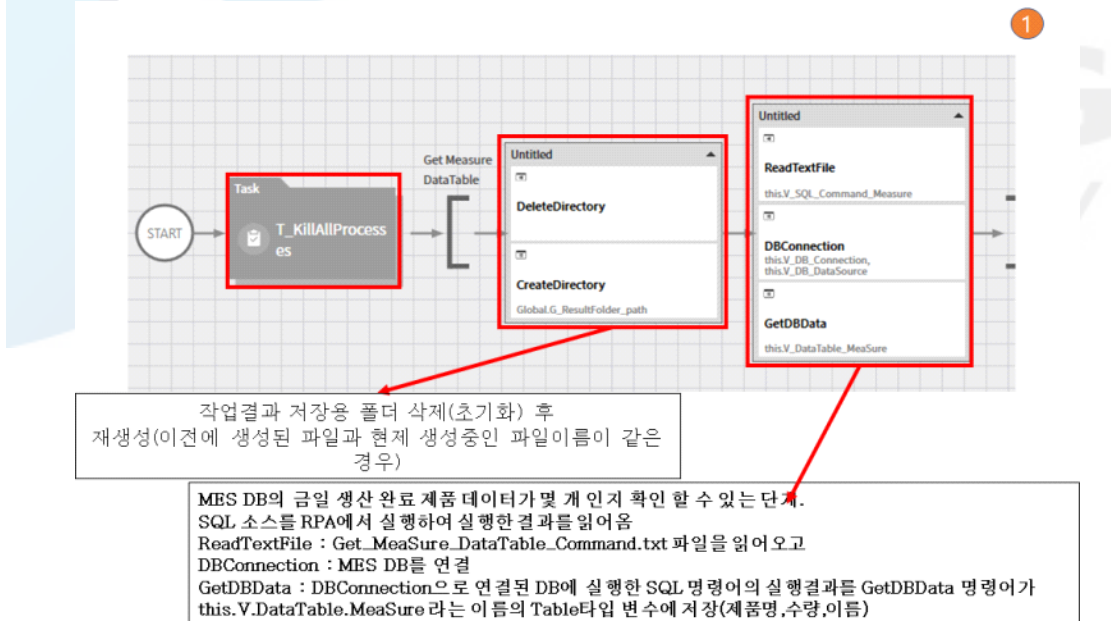 1
Untitled
ReadTextFile
this.V_SQL_Command_Measure
DBConnection
this.V_DB_Connection,
this.V_DB_DataSource
GetDBData
this.V_DataTable_MeaSure
Get Measure
DataTable
Untitled
DeleteDirectory
CreateDirectory
Global.G_ResultFolder_path
Task
T_KillAllProcess
es
START
작업결과 저장용 폴더 삭제(초기화) 후
재생성(이전에 생성된 파일과 현제 생성중인 파일이름이 같은
경우)
MES DB의 금일 생산 완료 제품 데이터가 몇 개 인지 확인 할 수 있는 단계.
SQL 소스를 RPA에서 실행하여 실행한 결과를 읽어옴
ReadTextFile : Get_MeaSure_DataTable_Command.txt 파일을 읽어 오고
DBConnection : MES DB를 연결
GetDBData : DBConnection으로 연결된 DB에 실행한 SQL 명령어의 실행결과를 GetDBData 명령어가
this.V.DataTable.MeaSure 라는 이름의 Table타입 변수에 저장(제품명,수량,이름)